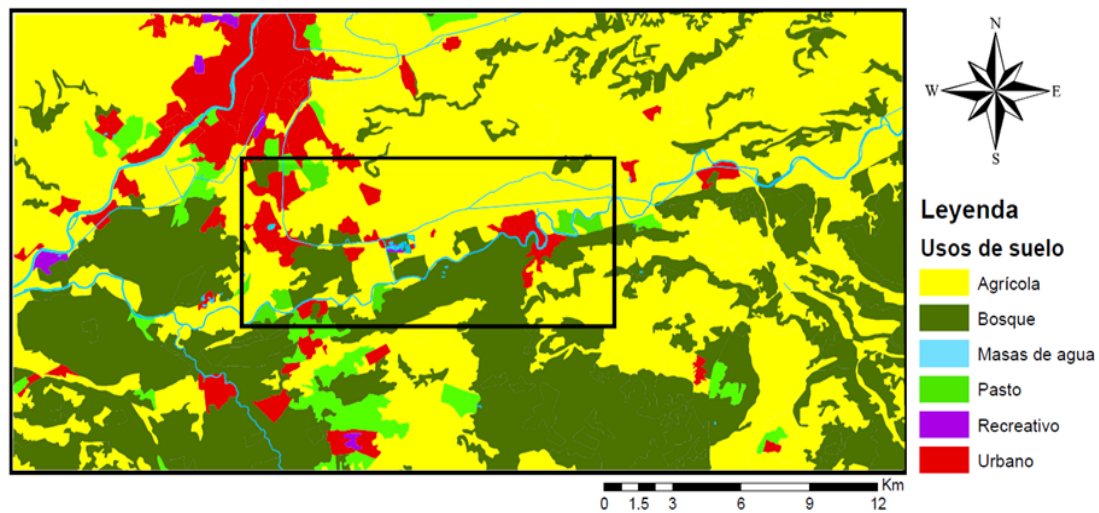 N
W E
S
Leyenda
Usos de suelo
Agrícola
Bosque
Masas de agua
Pasto
Recreativo
Urbano
Km
0 1.5 3 6 9 12